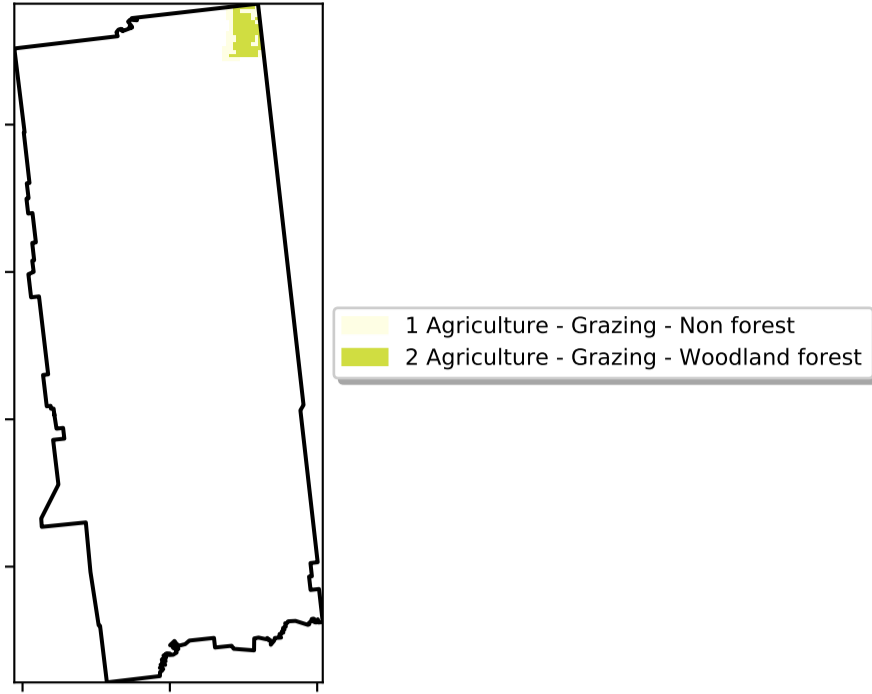 1 Agriculture - Grazing - Non forest
2 Agriculture - Grazing - Woodland forest